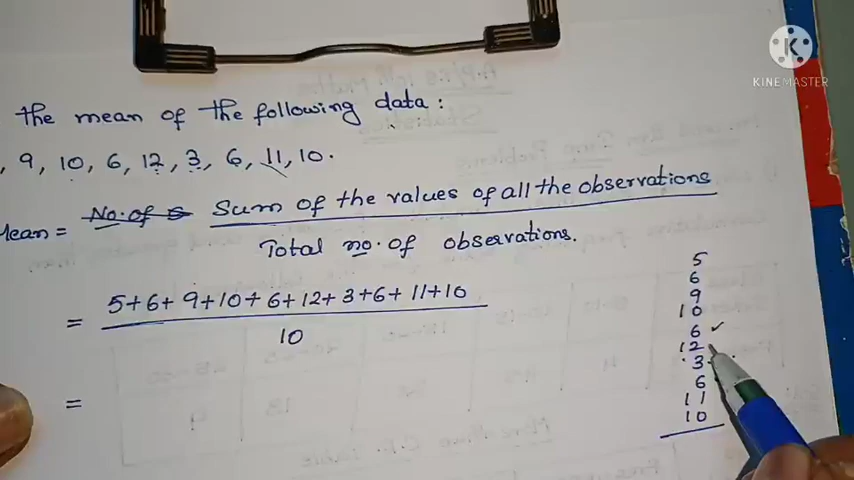 the mean of the following data:
, 9, 10, 6, 12, 3, 6, 11, 10.
Mean = No. of s Sum of the values of all the observations
Total no. of observations.
= 5+6+9+10+6+12+3+6+11+10
10
=
5
6
9
10
6 ✓
12
3
6
11
10
K
KINEMASTER